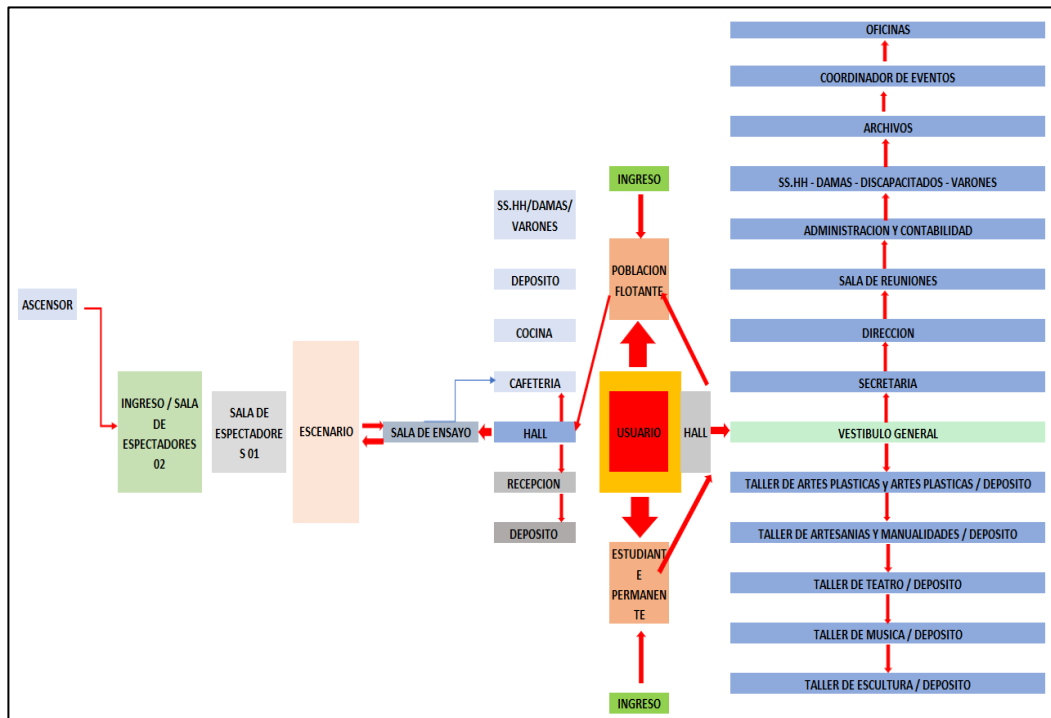 ASCENSOR
INGRESO / SALA
DE
ESPECTADORES
02
SALA DE
ESPECTADORE
S 01
ESCENARIO
SALA DE ENSAYO
SS.HH/DAMAS/
VARONES
DEPOSITO
COCINA
CAFETERIA
HALL
RECEPCION
DEPOSITO
INGRESO
POBLACION
FLOTANTE
USUARIO
HALL
ESTUDIANT
E
PERMANEN
TE
INGRESO
OFICINAS
COORDINADOR DE EVENTOS
ARCHIVOS
SS.HH - DAMAS - DISCAPACITADOS - VARONES
ADMINISTRACION Y CONTABILIDAD
SALA DE REUNIONES
DIRECCION
SECRETARIA
VESTIBULO GENERAL
TALLER DE ARTES PLASTICAS y ARTES PLASTICAS / DEPOSITO
TALLER DE ARTESANIAS Y MANUALIDADES / DEPOSITO
TALLER DE TEATRO / DEPOSITO
TALLER DE MUSICA / DEPOSITO
TALLER DE ESCULTURA / DEPOSITO